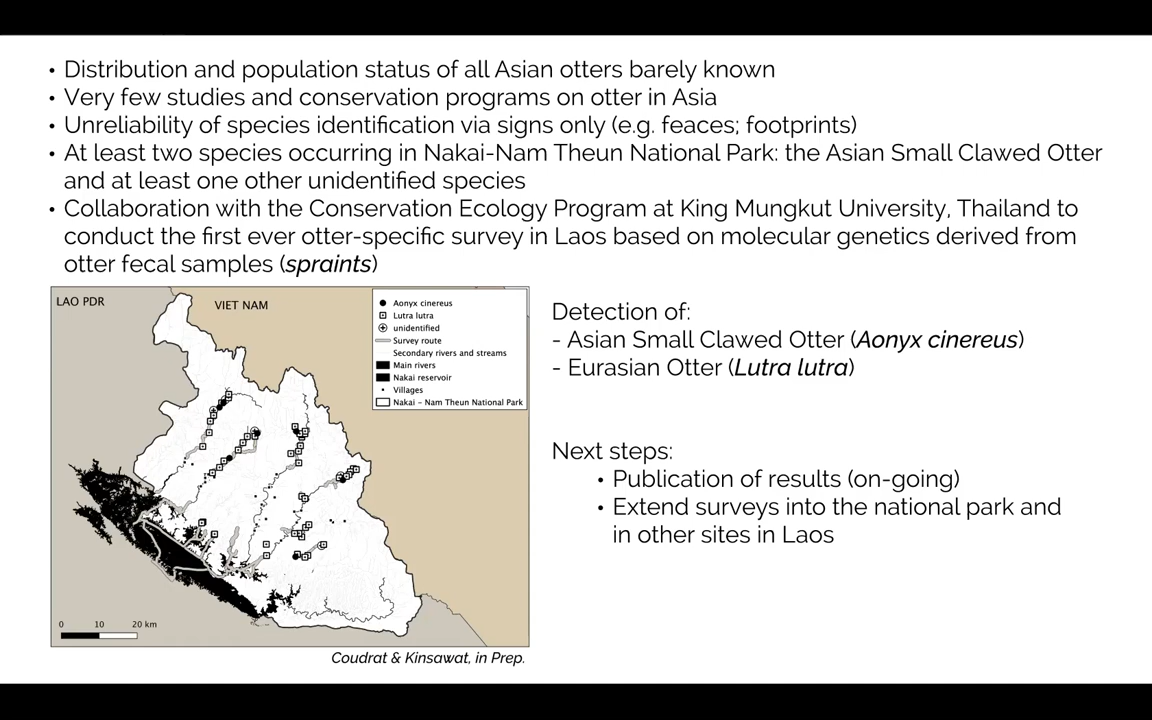 • Distribution and population status of all Asian otters barely known
• Very few studies and conservation programs on otter in Asia
• Unreliability of species identification via signs only (e.g. feaces; footprints)
• At least two species occurring in Nakai-Nam Theun National Park: the Asian Small Clawed Otter
and at least one other unidentified species
• Collaboration with the Conservation Ecology Program at King Mungkut University, Thailand to
conduct the first ever otter-specific survey in Laos based on molecular genetics derived from
otter fecal samples (spraints)
LAO PDR
VIET NAM
Aonyx cinereus
Lutra lutra
unidentified
Survey route
Secondary rivers and streams
Main rivers
Nakai reservoir
Villages
Nakai - Nam Theun National Park
0 10 20 km
Coudrat & Kinsawat, in Prep.
Detection of:
- Asian Small Clawed Otter (Aonyx cinereus)
- Eurasian Otter (Lutra lutra)
Next steps:
• Publication of results (on-going)
• Extend surveys into the national park and
in other sites in Laos